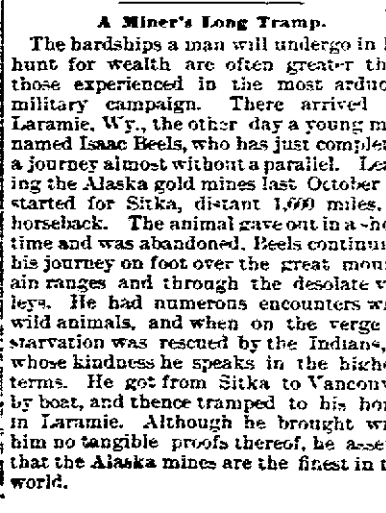 A Miner's Long Tramp.
The hardships a man will undergo in
hunt for wealth are often greater th
those experienced in the most arduo
military campaign. There arrived
Laramie, Wy., the other day a young m
named Isaac Beels, who has just complet
a journey almost without a parallel. Lea
ing the Alaska gold mines last October
started for Sitka, distant 1,600 miles,
horseback. The animal gave out in a sho
time and was abandoned. Beels continu
his journey on foot over the great moun
ain ranges and through the desolate v
leys. He had numerous encounters w
wild animals, and when on the verge
starvation was rescued by the Indians,
whose kindness he speaks in the highe
terms. He got from Sitka to Vancouv
by boat, and thence tramped to his ho
in Laramie. Although he brought w
him no tangible proofs thereof, he asse
that the Alaska mines are the finest in t
world.